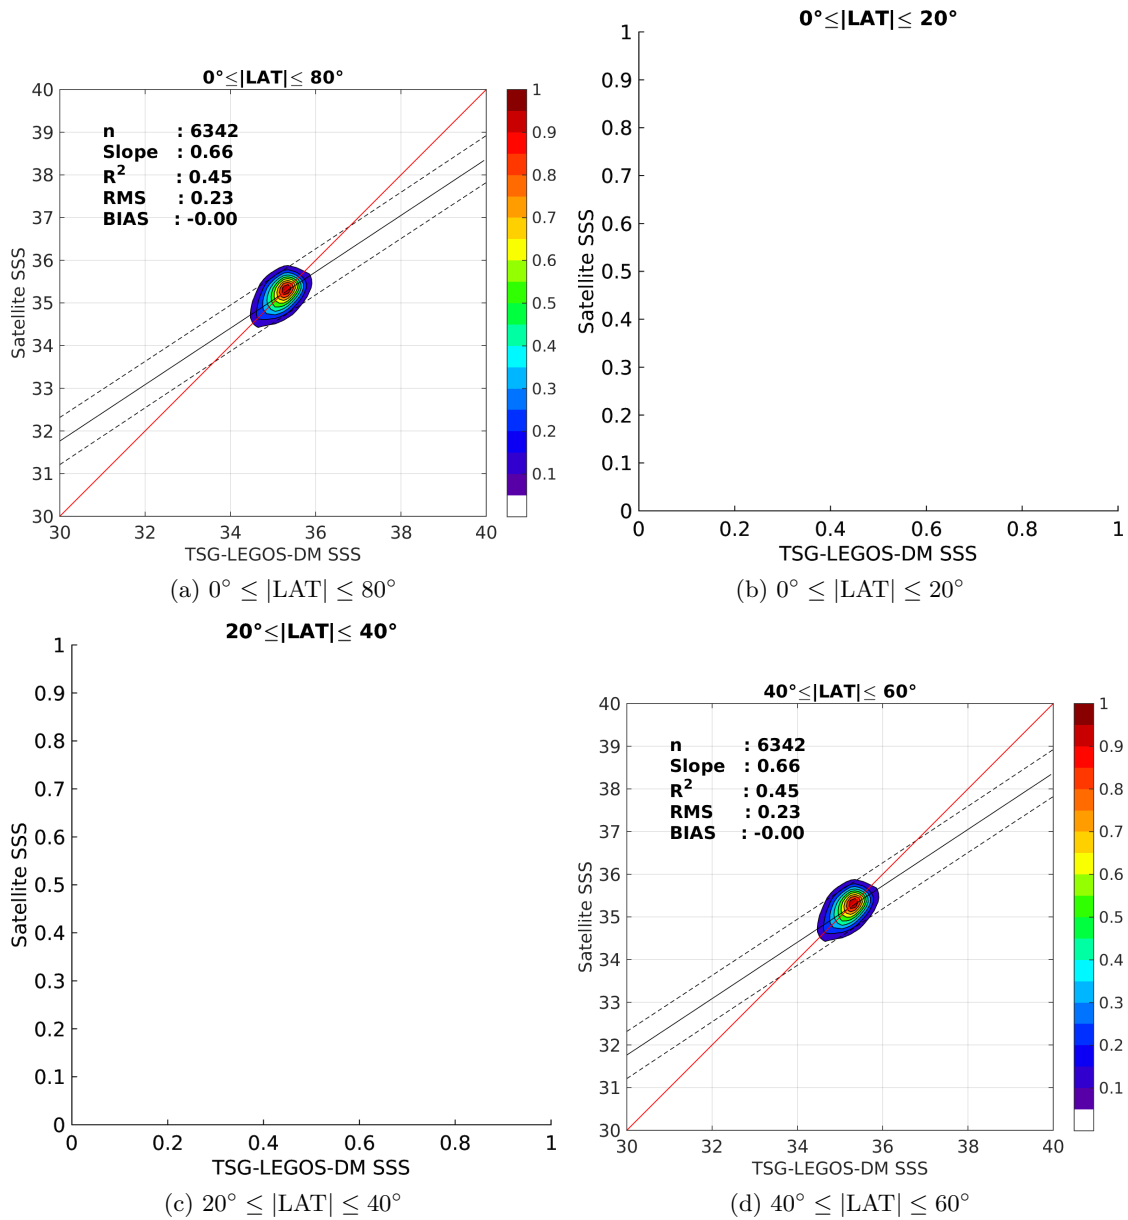 0°≤|LAT|≤ 80°
n : 6342
Slope : 0.66
R² : 0.45
RMS : 0.23
BIAS : -0.00
40
39
38
37
36
35
34
33
32
31
30
30 32 34 36 38 40
Satellite SSS
TSG-LEGOS-DM SSS
1
0.9
0.8
0.7
0.6
0.5
0.4
0.3
0.2
0.1
(a) 0° ≤ |LAT| ≤ 80°
0°≤|LAT|≤ 20°
1
0.9
0.8
0.7
0.6
0.5
0.4
0.3
0.2
0.1
0
0 0.2 0.4 0.6 0.8 1
Satellite SSS
TSG-LEGOS-DM SSS
(b) 0° ≤ |LAT| ≤ 20°
20°≤|LAT|≤ 40°
1
0.9
0.8
0.7
0.6
0.5
0.4
0.3
0.2
0.1
0
0 0.2 0.4 0.6 0.8 1
Satellite SSS
TSG-LEGOS-DM SSS
(c) 20° ≤ |LAT| ≤ 40°
40°≤|LAT|≤ 60°
n : 6342
Slope : 0.66
R² : 0.45
RMS : 0.23
BIAS : -0.00
40
39
38
37
36
35
34
33
32
31
30
30 32 34 36 38 40
Satellite SSS
TSG-LEGOS-DM SSS
1
0.9
0.8
0.7
0.6
0.5
0.4
0.3
0.2
0.1
(d) 40° ≤ |LAT| ≤ 60°